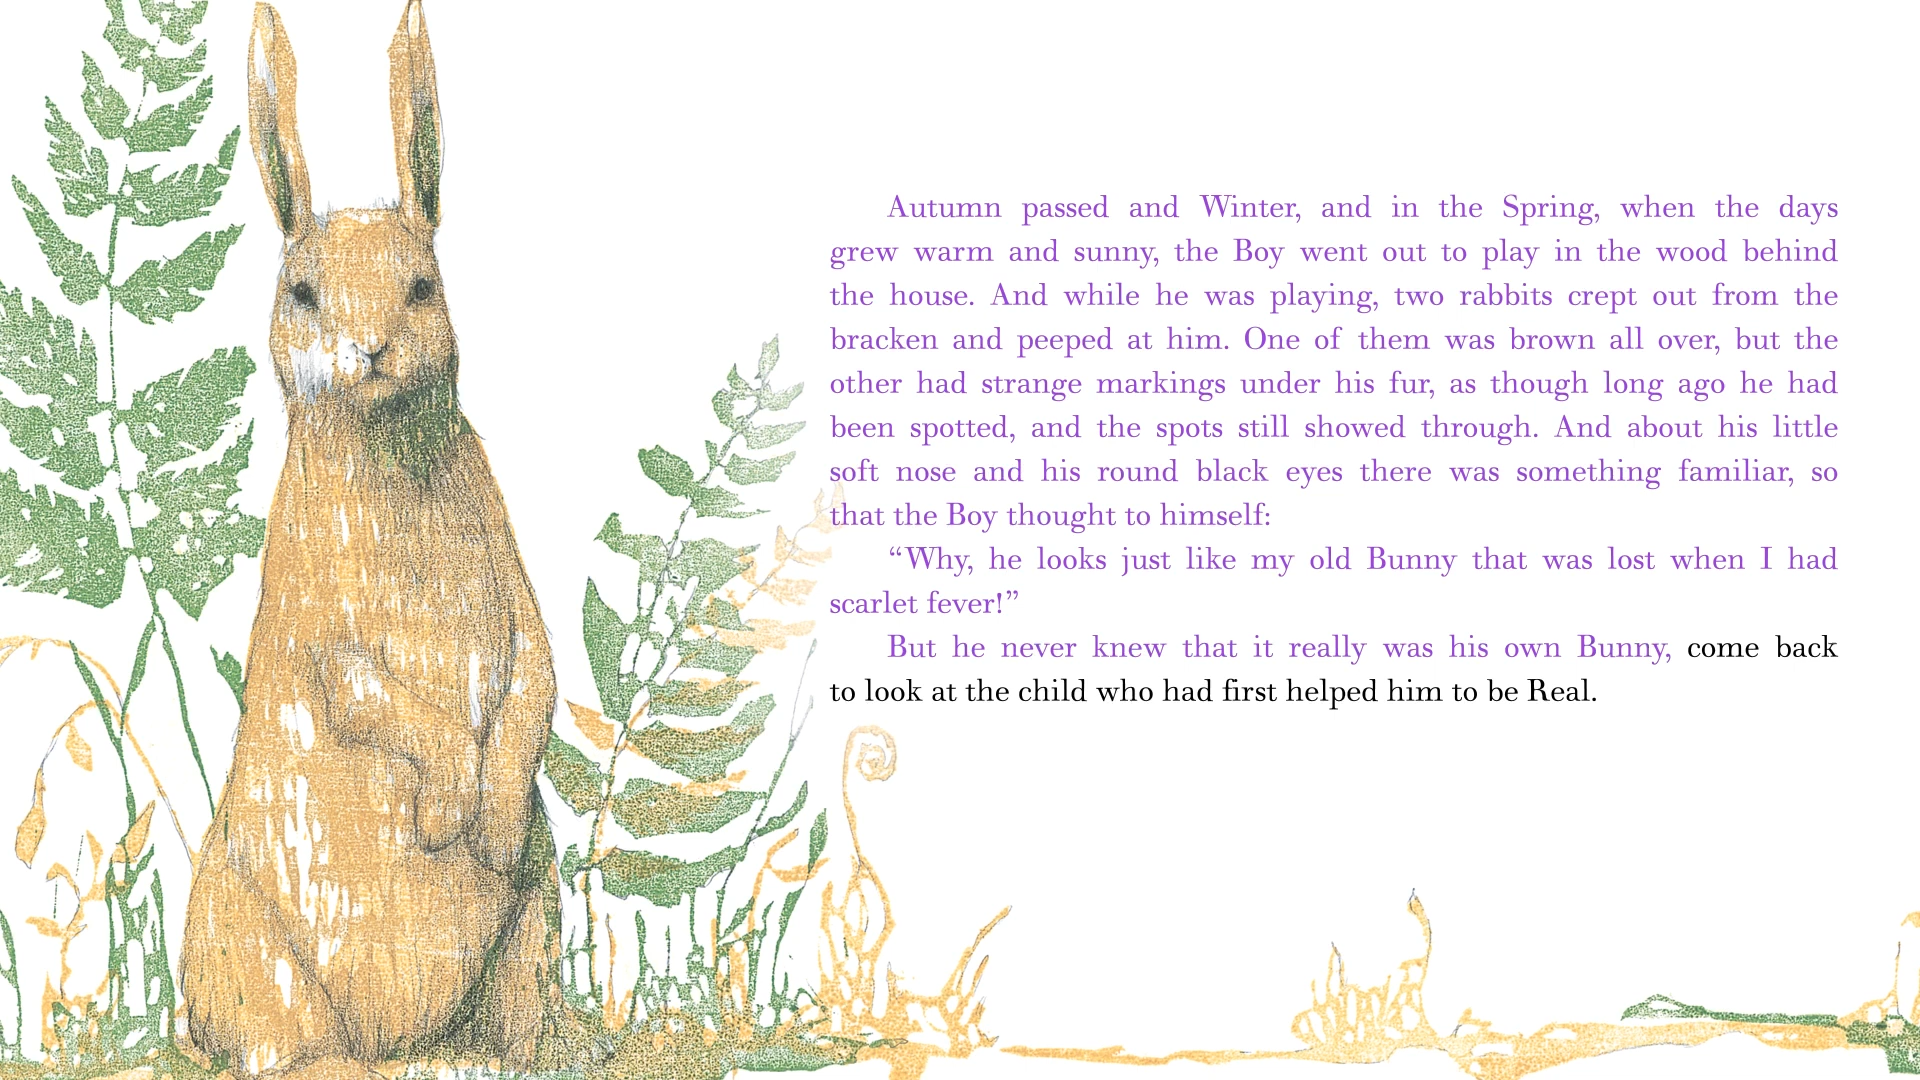 Autumn passed and Winter, and in the Spring, when the days
grew warm and sunny, the Boy went out to play in the wood behind
the house. And while he was playing, two rabbits crept out from the
bracken and peeped at him. One of them was brown all over, but the
other had strange markings under his fur, as though long ago he had
been spotted, and the spots still showed through. And about his little
soft nose and his round black eyes there was something familiar, so
that the Boy thought to himself:
“Why, he looks just like my old Bunny that was lost when I had
scarlet fever!”
But he never knew that it really was his own Bunny, come back
to look at the child who had first helped him to be Real.